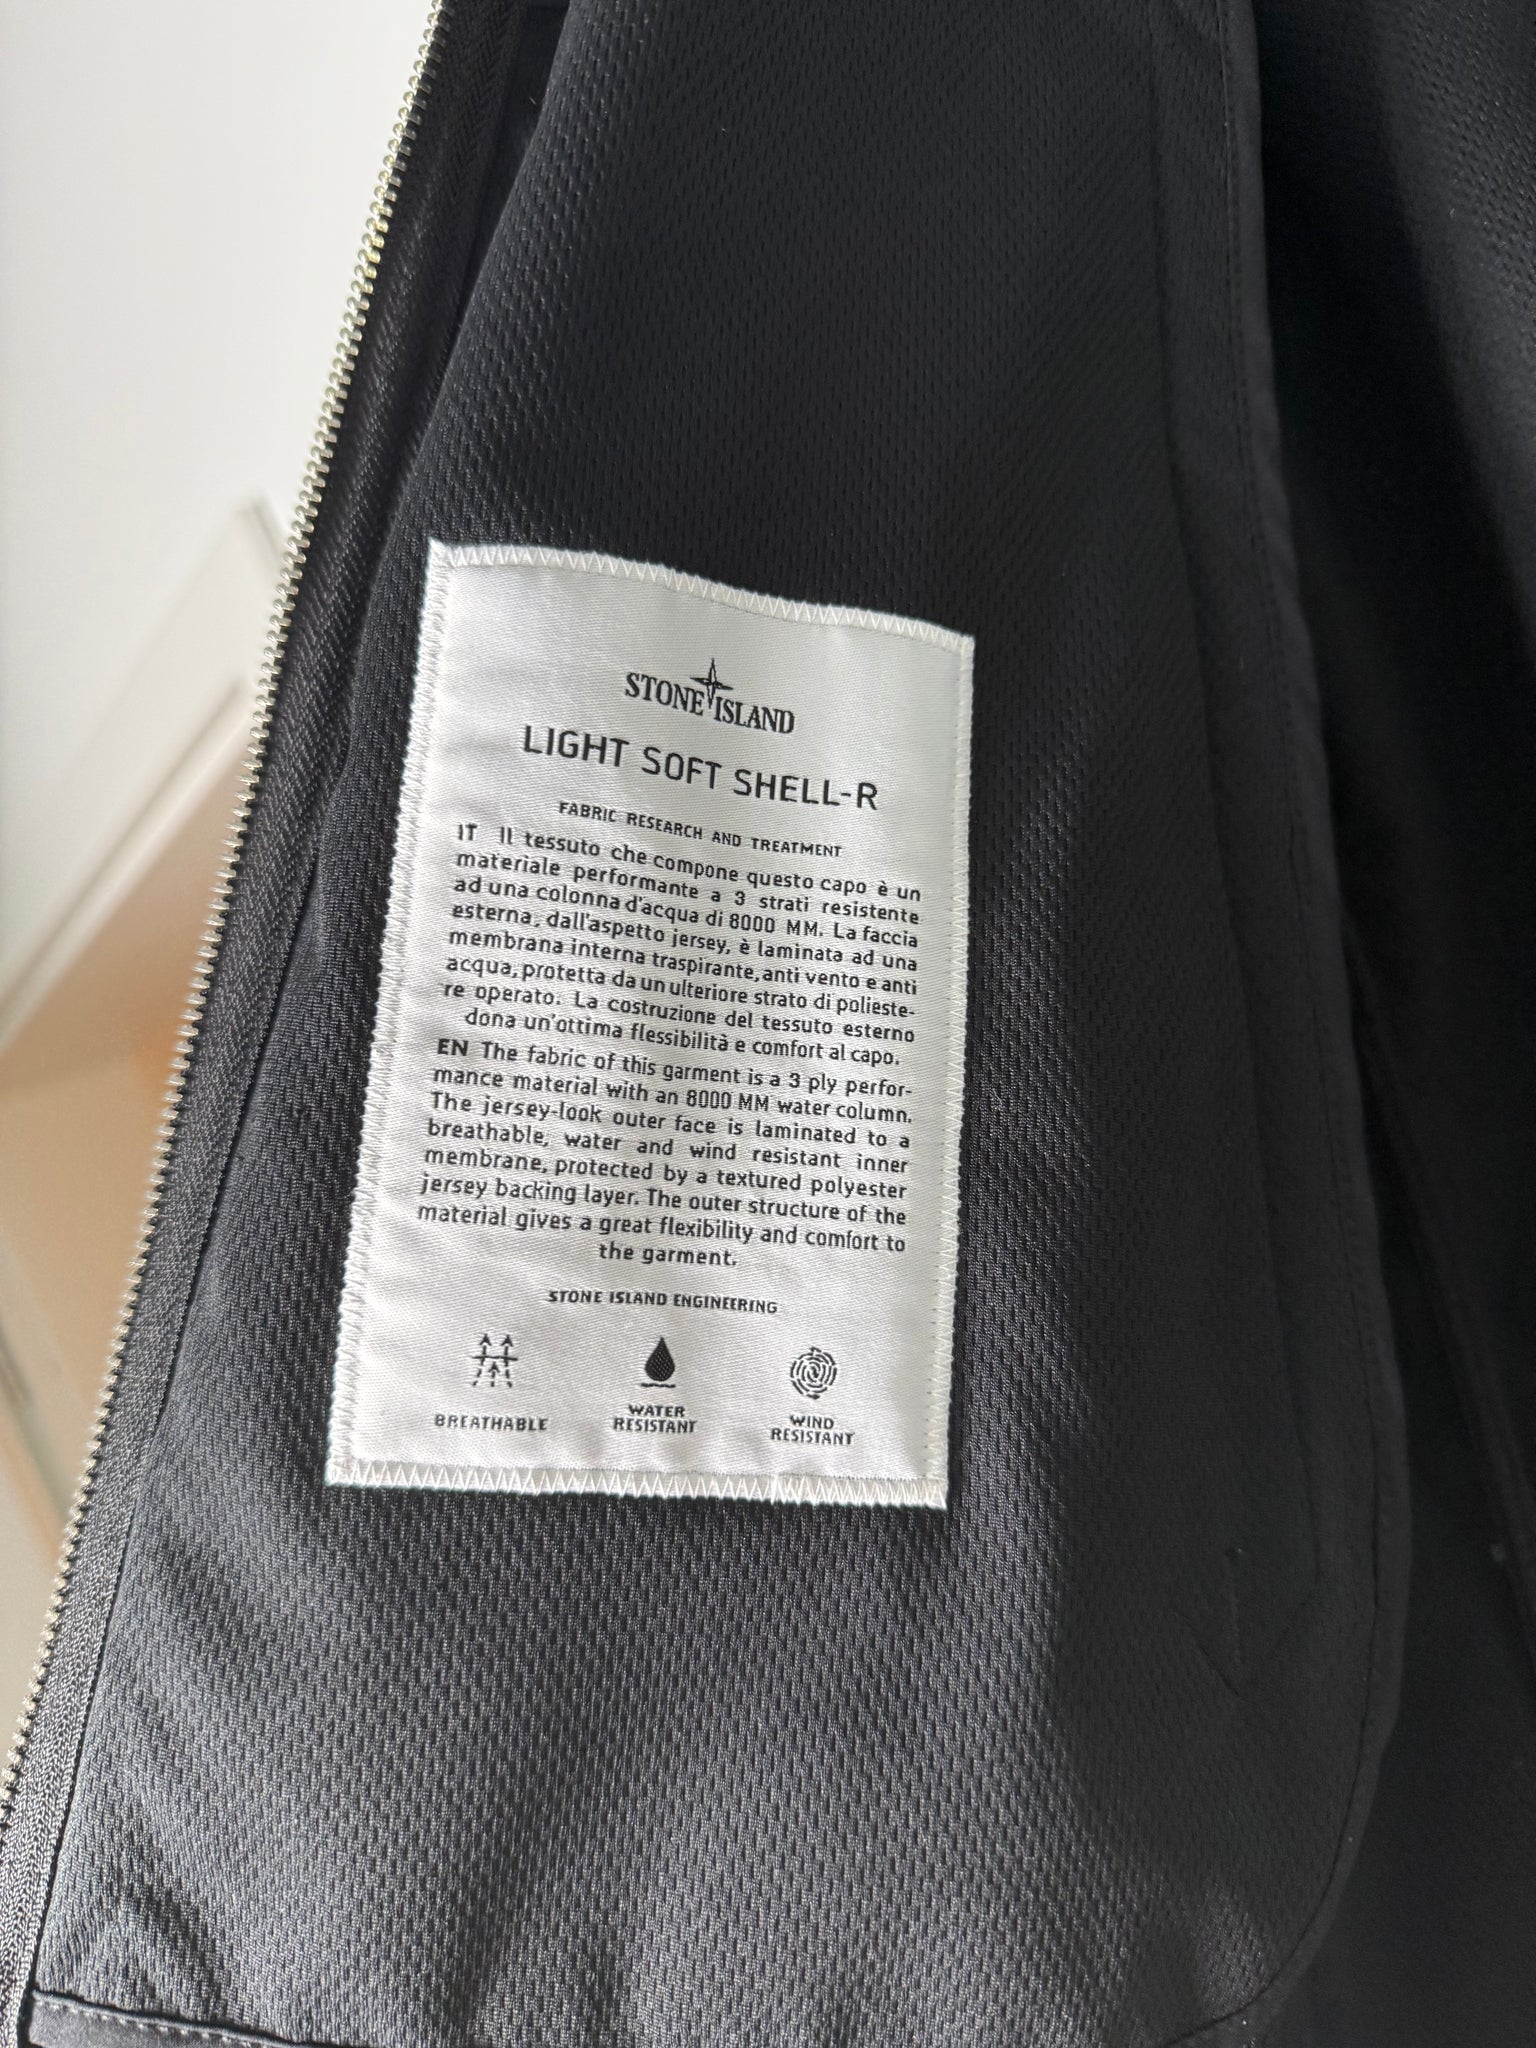 STONE ISLAND
LIGHT SOFT SHELL-R
FABRIC RESEARCH AND TREATMENT
IT Il tessuto che compone questo capo è un
materiale performante a 3 strati resistente
ad una colonna d'acqua di 8000 MM. La faccia
esterna, dall'aspetto jersey, è laminata ad una
membrana interna traspirante, anti vento e anti
acqua, protetta da un ulteriore strato di polieste-
re operato. La costruzione del tessuto esterno
dona un'ottima flessibilità e comfort al capo.
EN The fabric of this garment is a 3 ply perfor-
mance material with an 8000 MM water column.
The jersey-look outer face is laminated to a
breathable, water and wind resistant inner
membrane, protected by a textured polyester
jersey backing layer. The outer structure of the
material gives a great flexibility and comfort to
the garment.
STONE ISLAND ENGINEERING
BREATHABLE
WATER
RESISTANT
WIND
RESISTANT